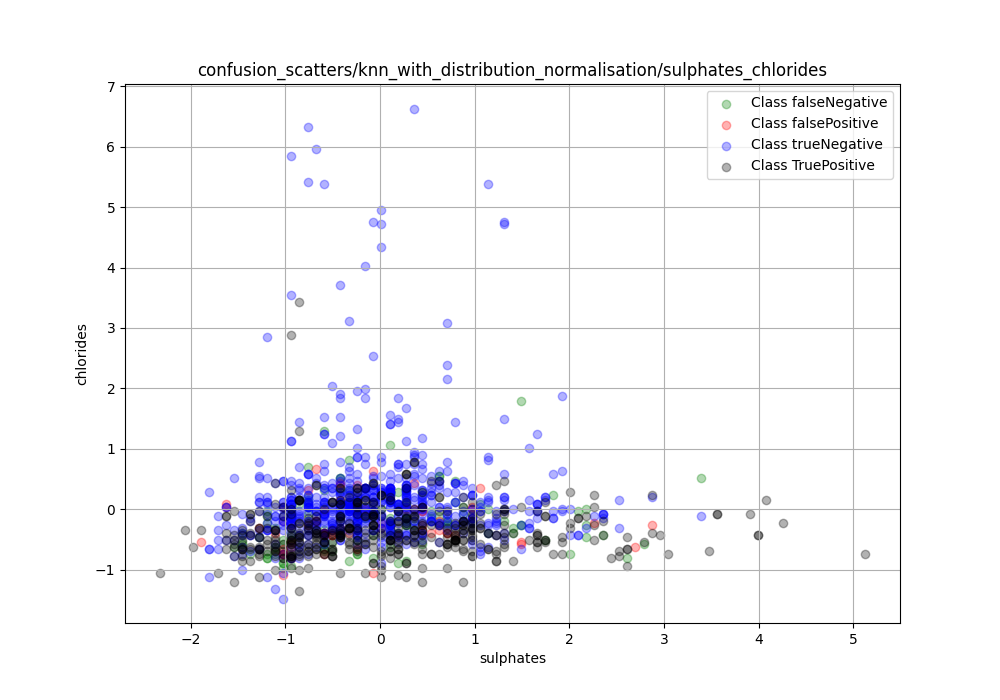 confusion_scatters/knn_with_distribution_normalisation/sulphates_chlorides
Class falseNegative
Class falsePositive
Class trueNegative
Class TruePositive
7
6
5
4
3
2
1
0
−1
chlorides
−2
−1
0
1
2
3
4
5
sulphates